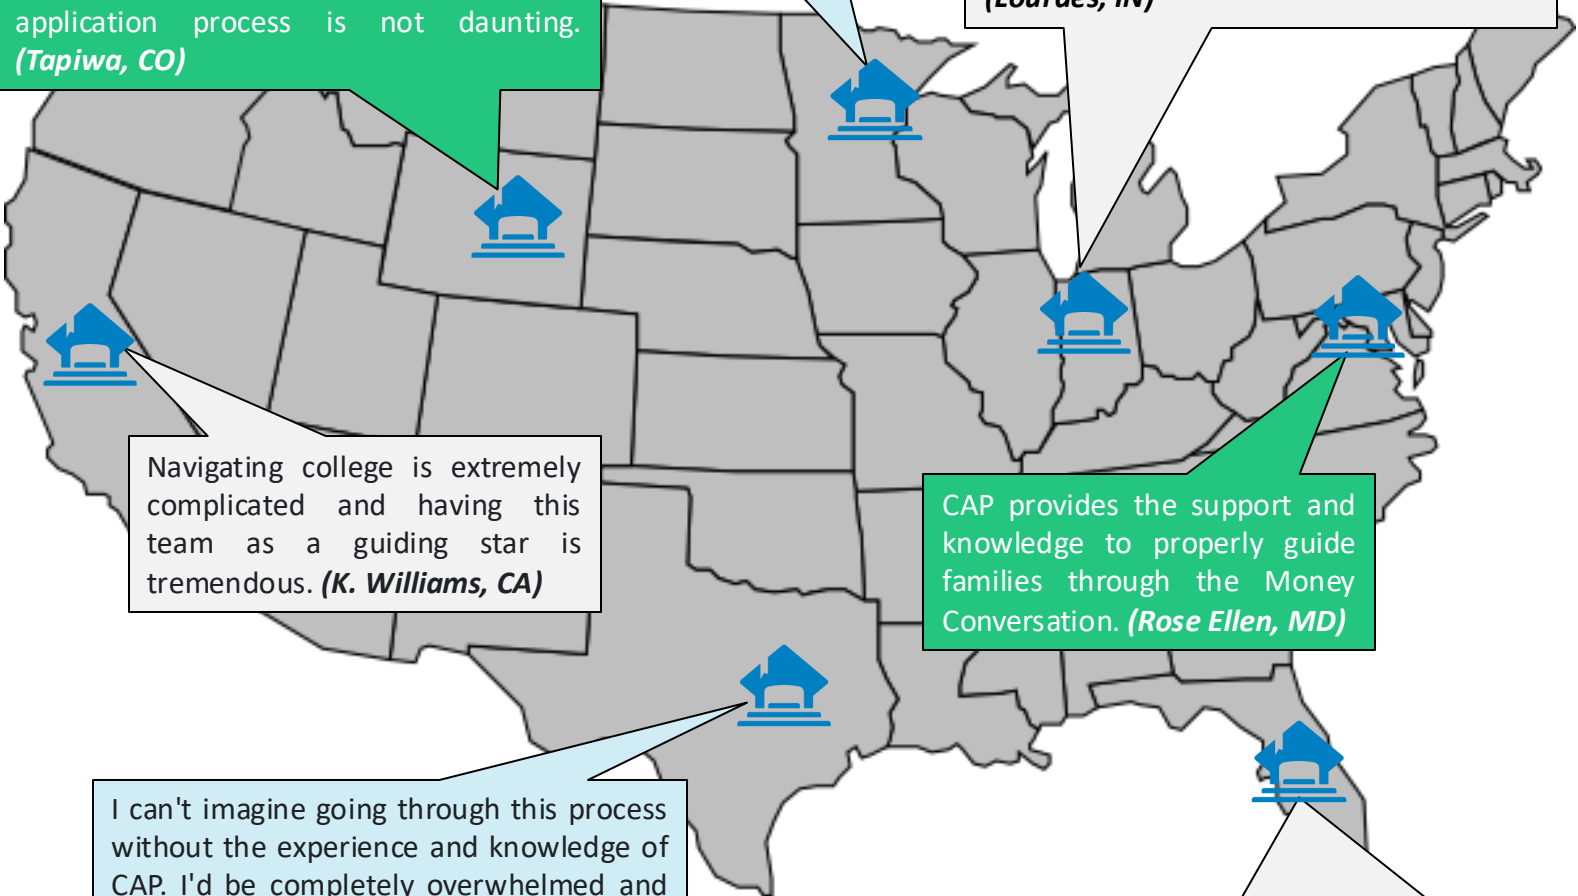 application process is not daunting.
(Tapiwa, CO)
(Lourdes, IN)
Navigating college is extremely
complicated and having this
team as a guiding star is
tremendous. (K. Williams, CA)
CAP provides the support and
knowledge to properly guide
families through the Money
Conversation. (Rose Ellen, MD)
I can't imagine going through this process
without the experience and knowledge of
CAP. I'd be completely overwhelmed and